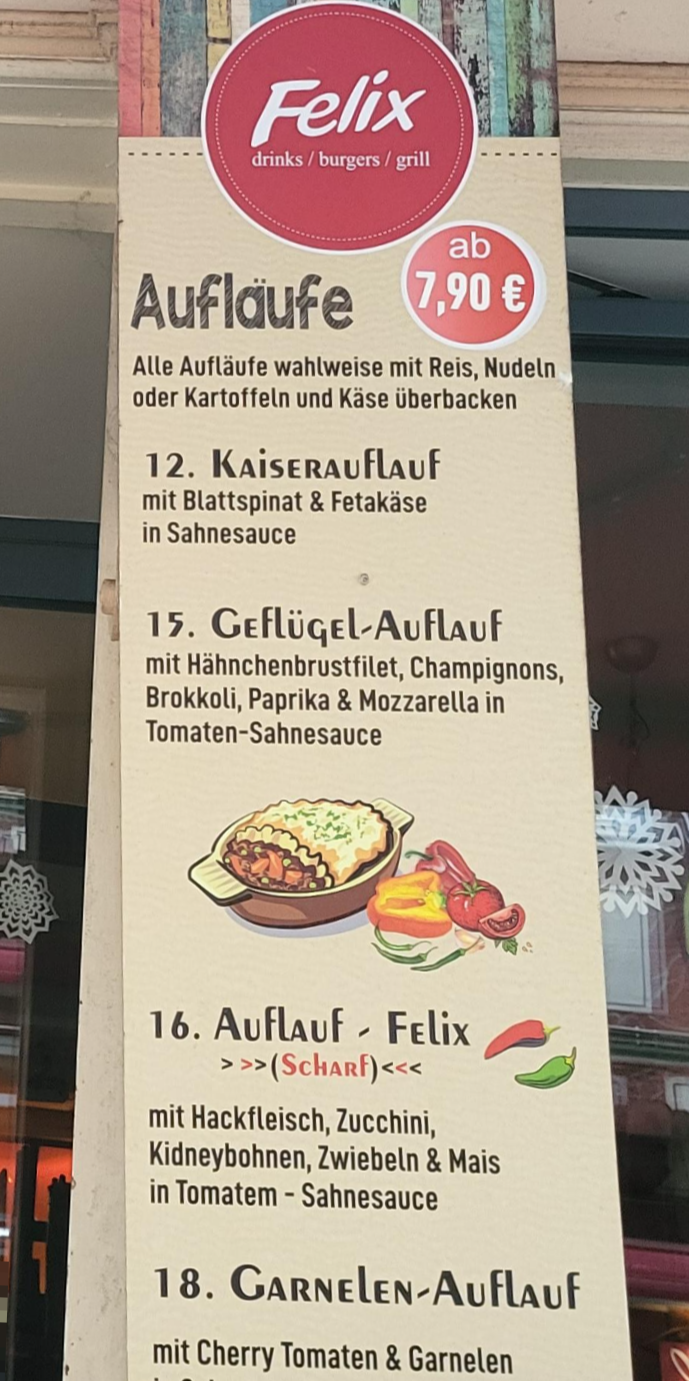 Felix
drinks / burgers / grill
ab
7,90 €
Aufläufe
Alle Aufläufe wahlweise mit Reis, Nudeln
oder Kartoffeln und Käse überbacken
12. Kaiserauflauf
mit Blattspinat & Fetakäse
in Sahnesauce
15. Geflügel-Auflauf
mit Hähnchenbrustfilet, Champignons,
Brokkoli, Paprika & Mozzarella in
Tomaten-Sahnesauce
16. Auflauf - Felix
>>>(Scharf)<<<
mit Hackfleisch, Zucchini,
Kidneybohnen, Zwiebeln & Mais
in Tomatem - Sahnesauce
18. Garnelen-Auflauf
mit Cherry Tomaten & Garnelen